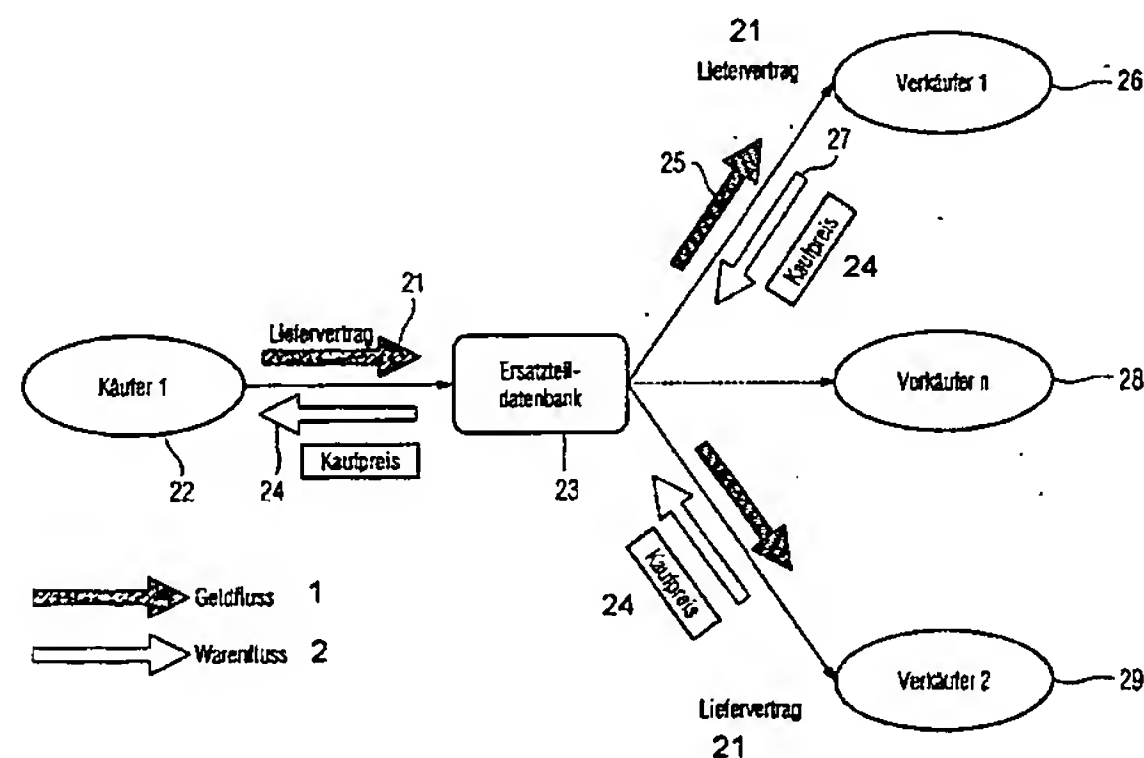 21
Liefervertrag
Verkäufer 1
26
25
27
Kaufpreis
24
21
Liefervertrag
Käufer 1
Ersatzteil-
datenbank
Verkäufer n
28
24
Kaufpreis
22
23
24
Kaufpreis
Geldfluss 1
Warenfluss 2
Verkäufer 2
29
Liefervertrag
21